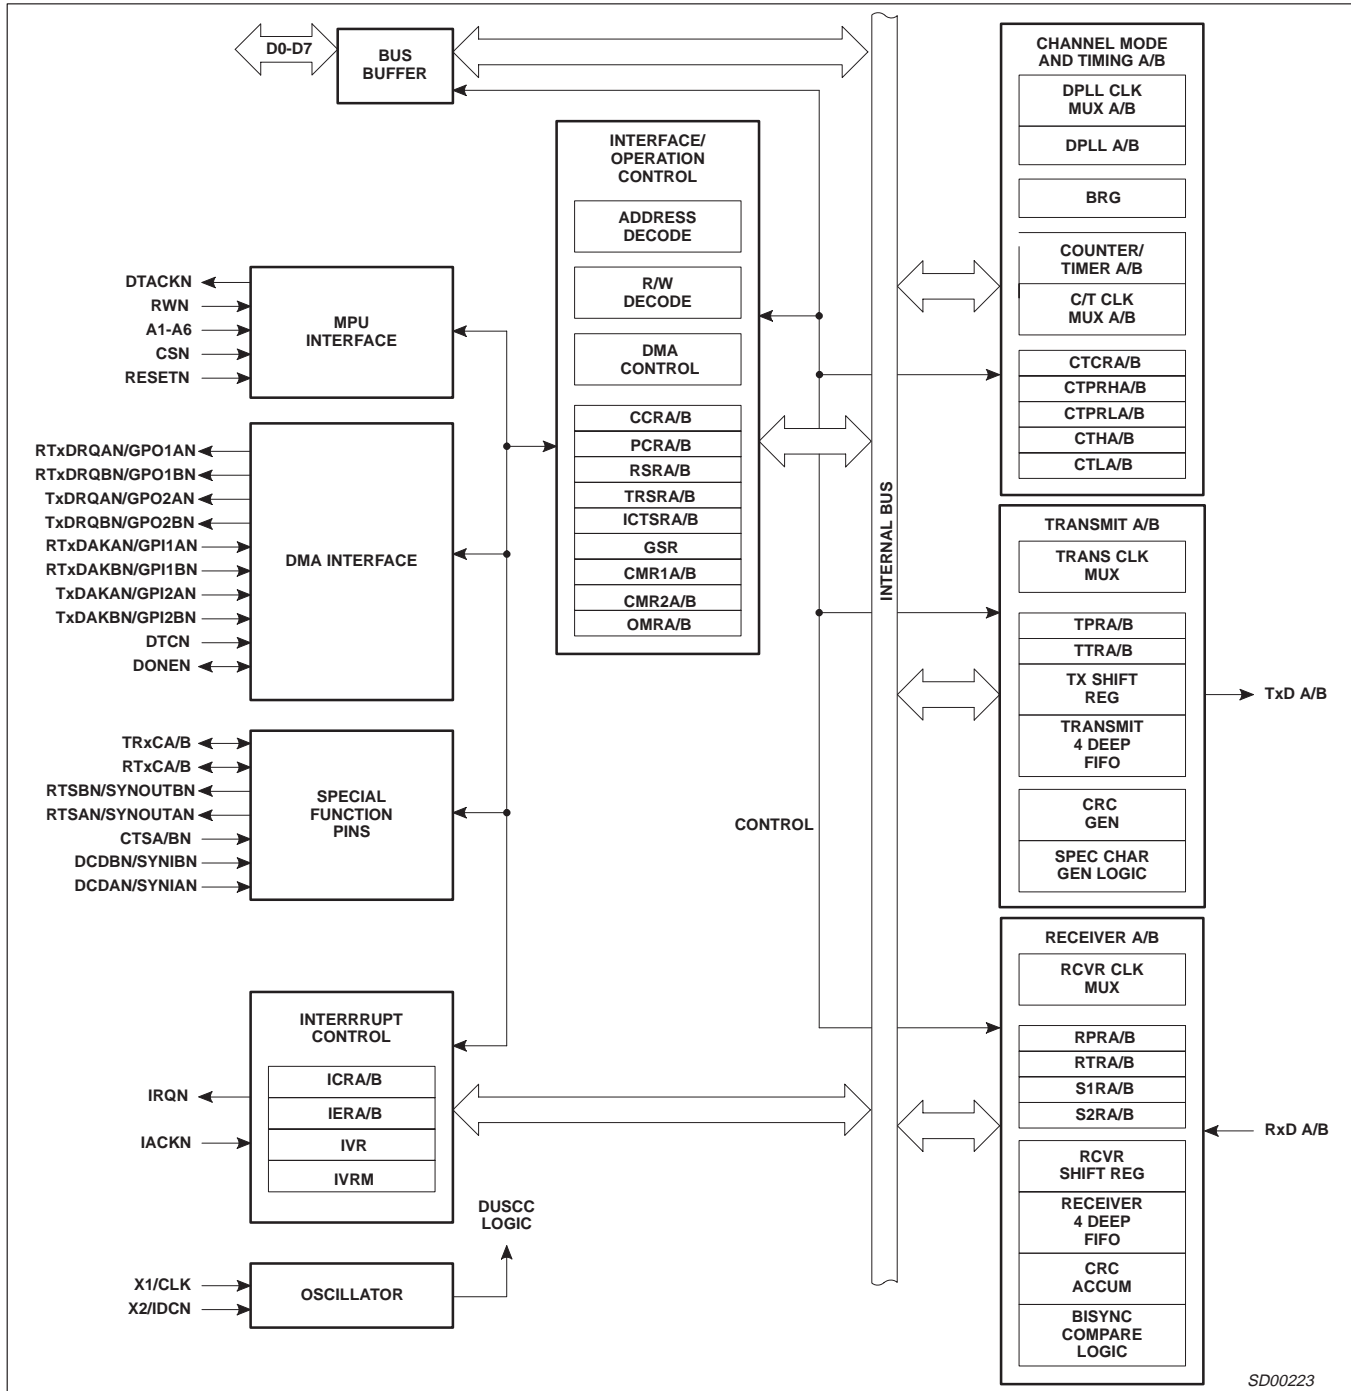 D0-D7
BUS
BUFFER
INTERFACE/
OPERATION
CONTROL
ADDRESS
DECODE
R/W
DECODE
DMA
CONTROL
CCRA/B
PCRA/B
RSRA/B
TRSRA/B
ICTSRA/B
GSR
CMR1A/B
CMR2A/B
OMRA/B
DTACKN
RWN
A1-A6
CSN
RESETN
MPU
INTERFACE
RTxDRQAN/GPO1AN
RTxDRQBN/GPO1BN
TxDRQAN/GPO2AN
TxDRQBN/GPO2BN
RTxDAKAN/GPI1AN
RTxDAKBN/GPI1BN
TxDAKAN/GPI2AN
TxDAKBN/GPI2BN
DTCN
DONEN
DMA INTERFACE
TRxCA/B
RTxCA/B
RTSBN/SYNOUTBN
RTSAN/SYNOUTAN
CTSA/BN
DCDBN/SYNIBN
DCDAN/SYNIAN
SPECIAL
FUNCTION
PINS
INTERRRUPT
CONTROL
ICRA/B
IERA/B
IVR
IVRM
IRQN
IACKN
DUSCC
LOGIC
X1/CLK
X2/IDCN
OSCILLATOR
CONTROL
INTERNAL BUS
CHANNEL MODE
AND TIMING A/B
DPLL CLK
MUX A/B
DPLL A/B
BRG
COUNTER/
TIMER A/B
C/T CLK
MUX A/B
CTCRA/B
CTPRHA/B
CTPRLA/B
CTHA/B
CTLA/B
TRANSMIT A/B
TRANS CLK
MUX
TPRA/B
TTRA/B
TX SHIFT
REG
TRANSMIT
4 DEEP
FIFO
CRC
GEN
SPEC CHAR
GEN LOGIC
TxD A/B
RECEIVER A/B
RCVR CLK
MUX
RPRA/B
RTRA/B
S1RA/B
S2RA/B
RCVR
SHIFT REG
RECEIVER
4 DEEP
FIFO
CRC
ACCUM
BISYNC
COMPARE
LOGIC
RxD A/B
SD00223